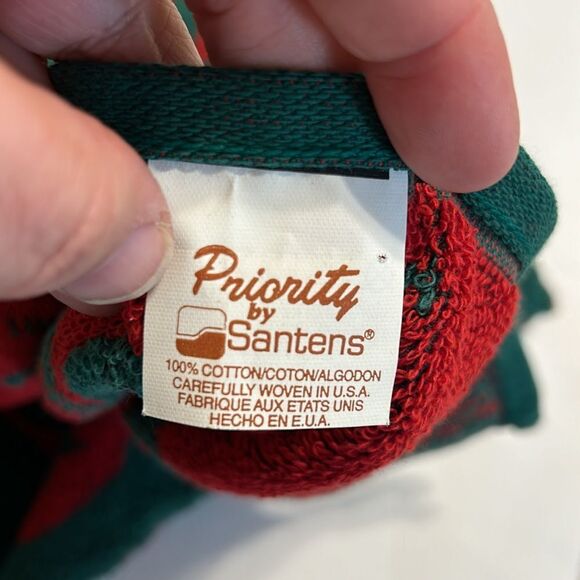 Priority
by
Santens®
100% COTTON/COTON/ALGODON
CAREFULLY WOVEN IN U.S.A.
FABRIQUE AUX ETATS UNIS
HECHO EN E.U.A.